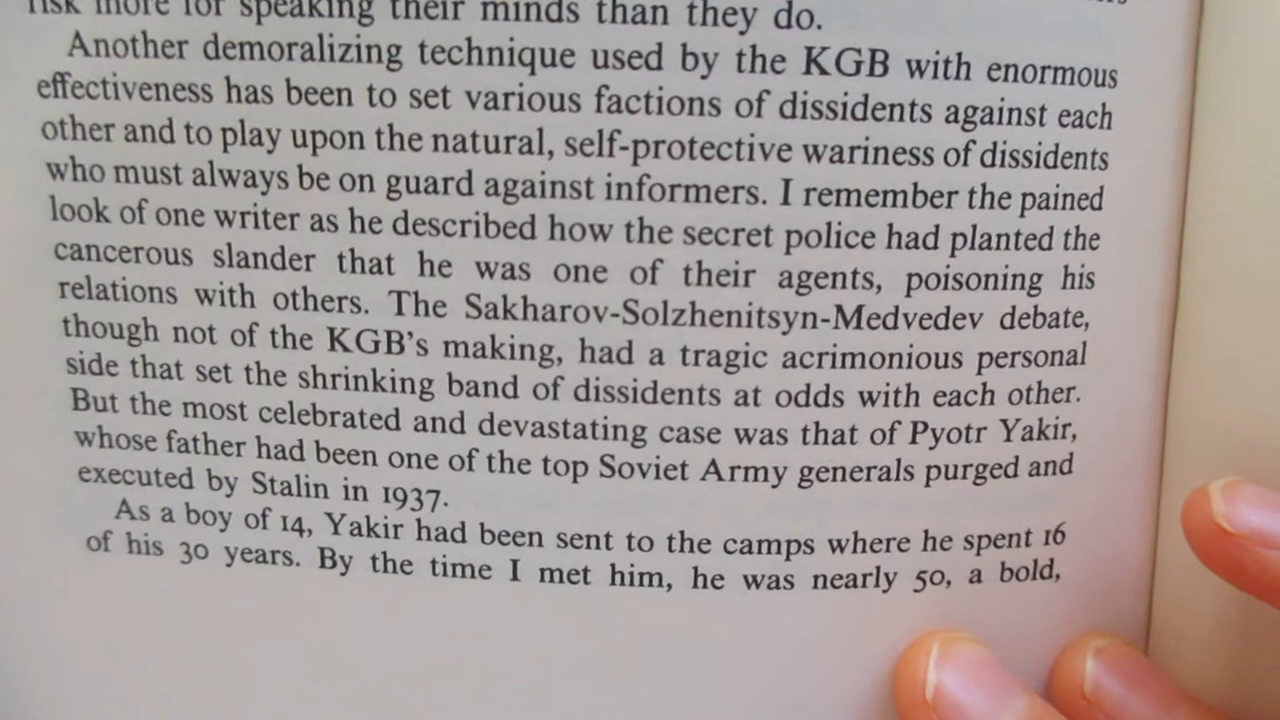 risk more for speaking their minds than they do.
Another demoralizing technique used by the KGB with enormous
effectiveness has been to set various factions of dissidents against each
other and to play upon the natural, self-protective wariness of dissidents
who must always be on guard against informers. I remember the pained
look of one writer as he described how the secret police had planted the
cancerous slander that he was one of their agents, poisoning his
relations with others. The Sakharov-Solzhenitsyn-Medvedev debate,
though not of the KGB's making, had a tragic acrimonious personal
side that set the shrinking band of dissidents at odds with each other.
But the most celebrated and devastating case was that of Pyotr Yakir,
whose father had been one of the top Soviet Army generals purged and
executed by Stalin in 1937.
As a boy of 14, Yakir had been sent to the camps where he spent 16
of his 30 years. By the time I met him, he was nearly 50, a bold,